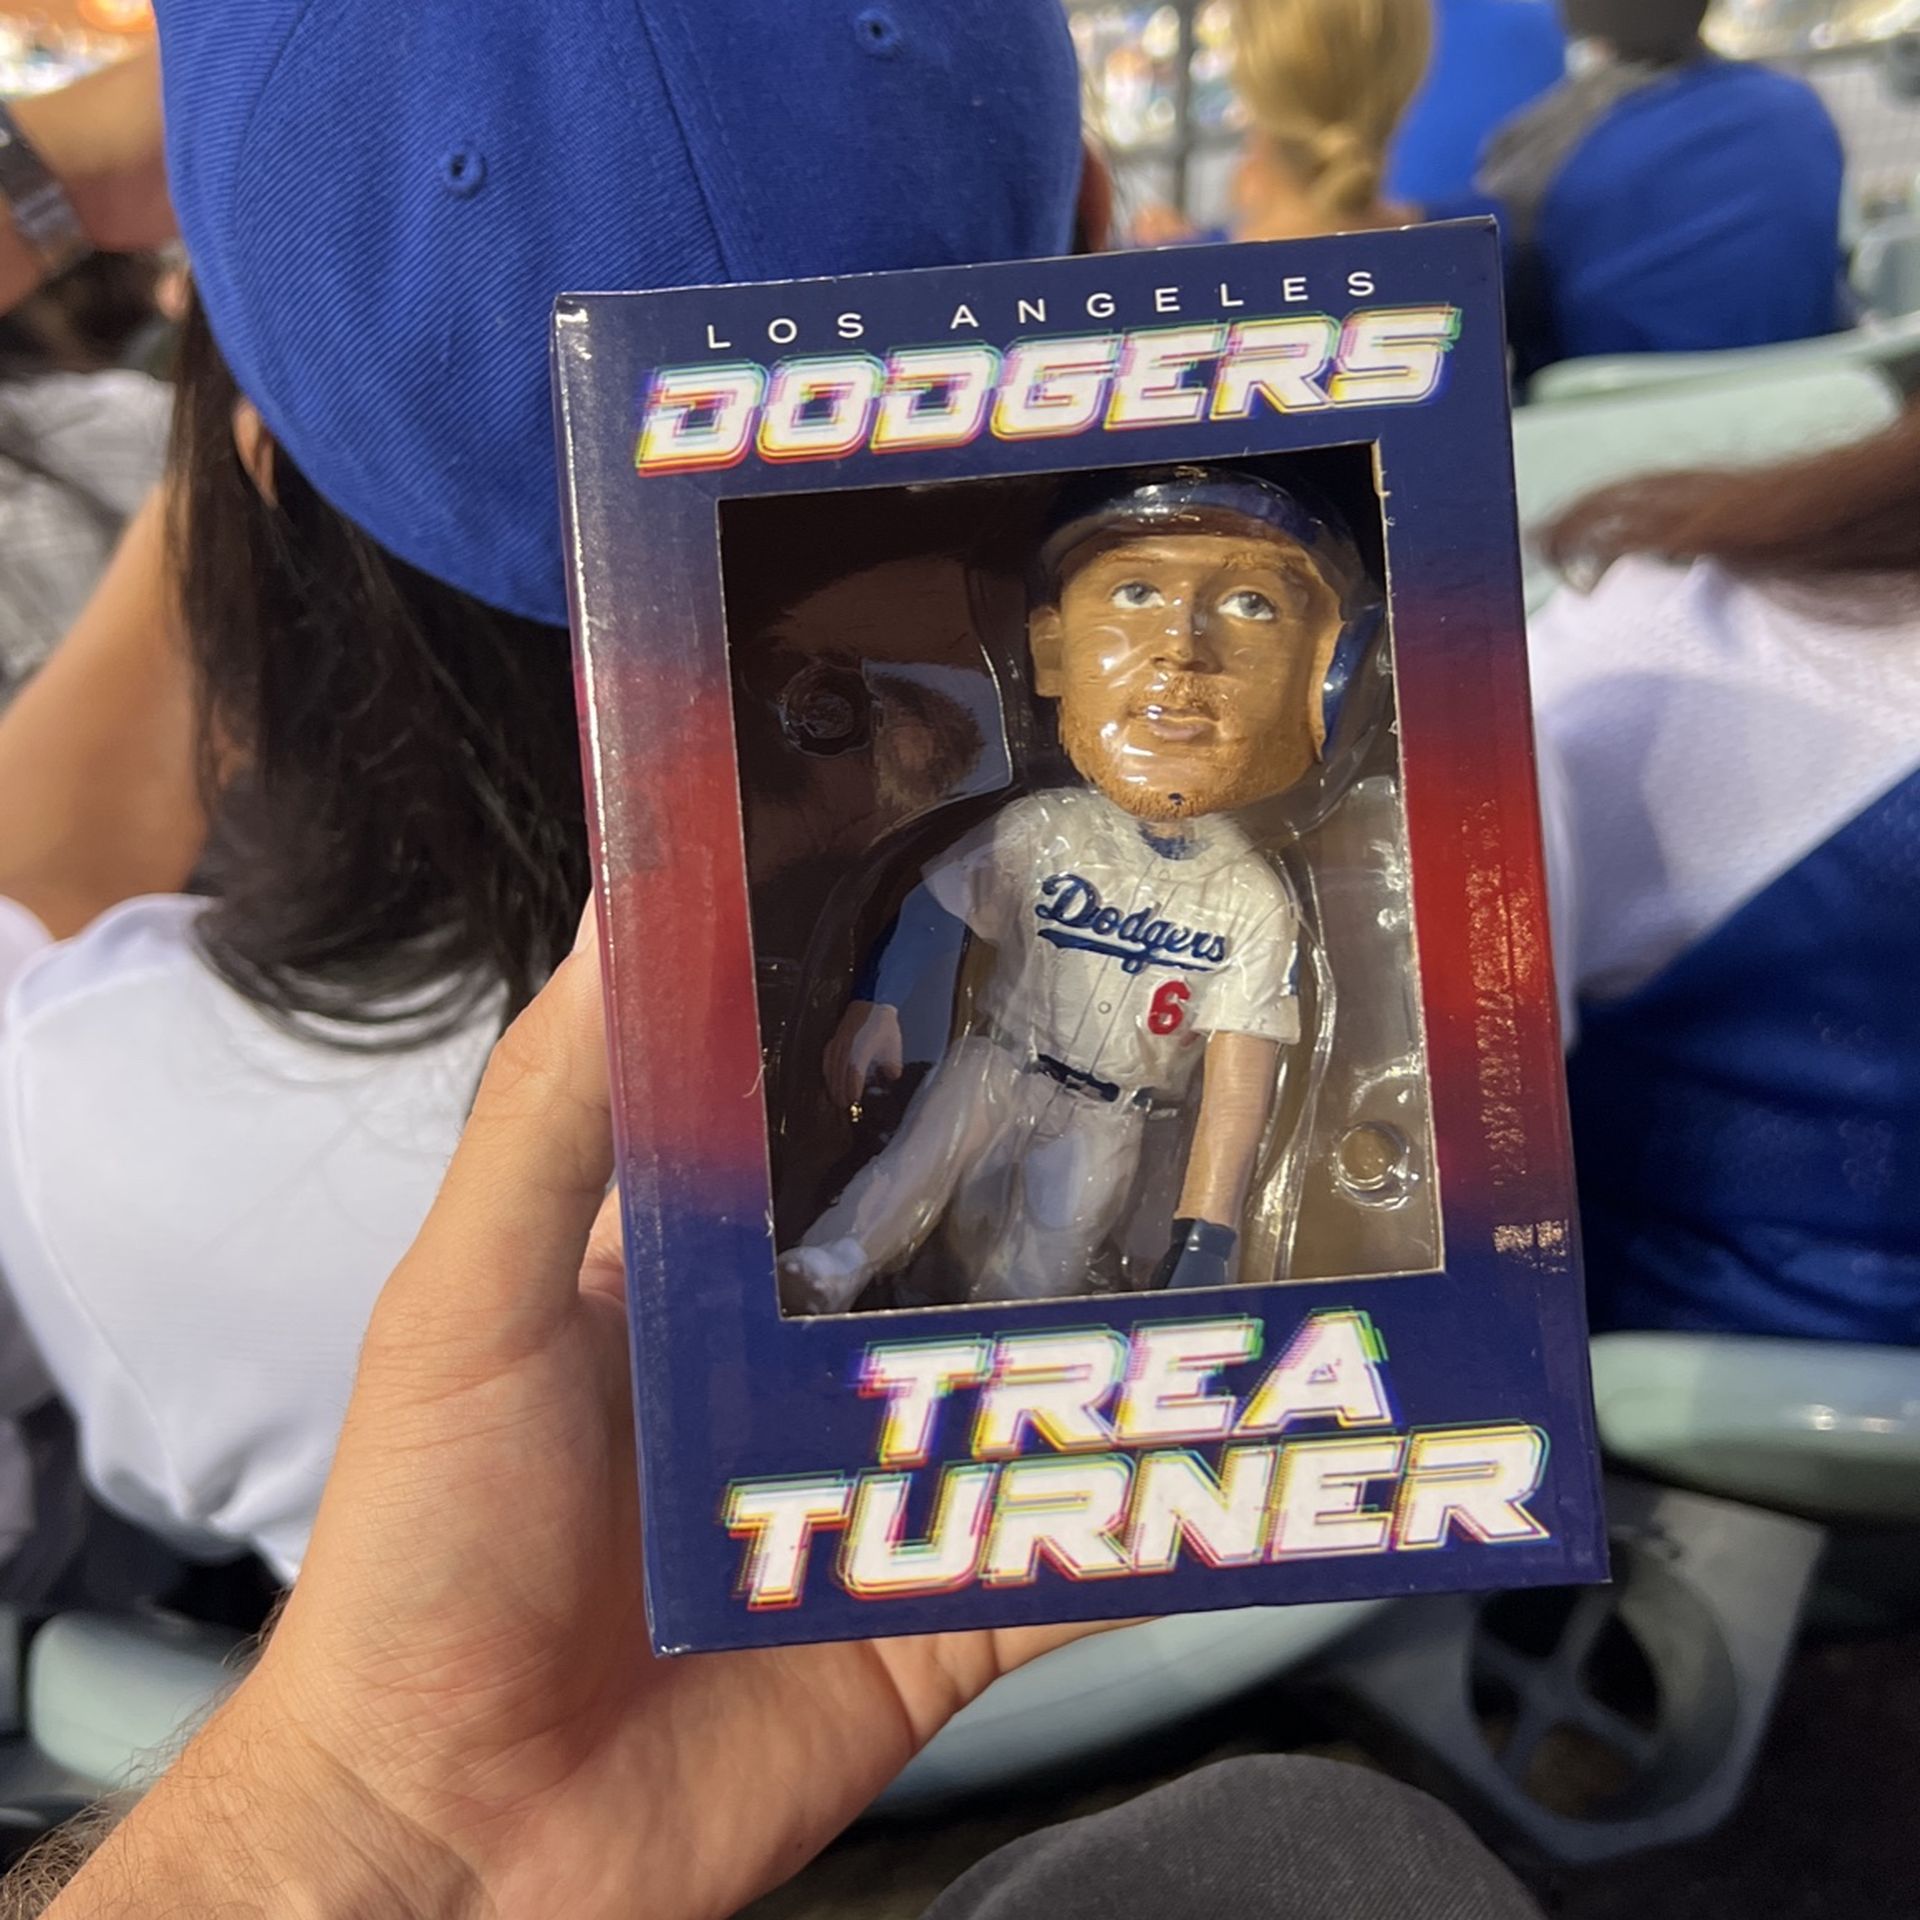 LOS ANGELES
DODGERS
Dodgers
6
TREA
TURNER